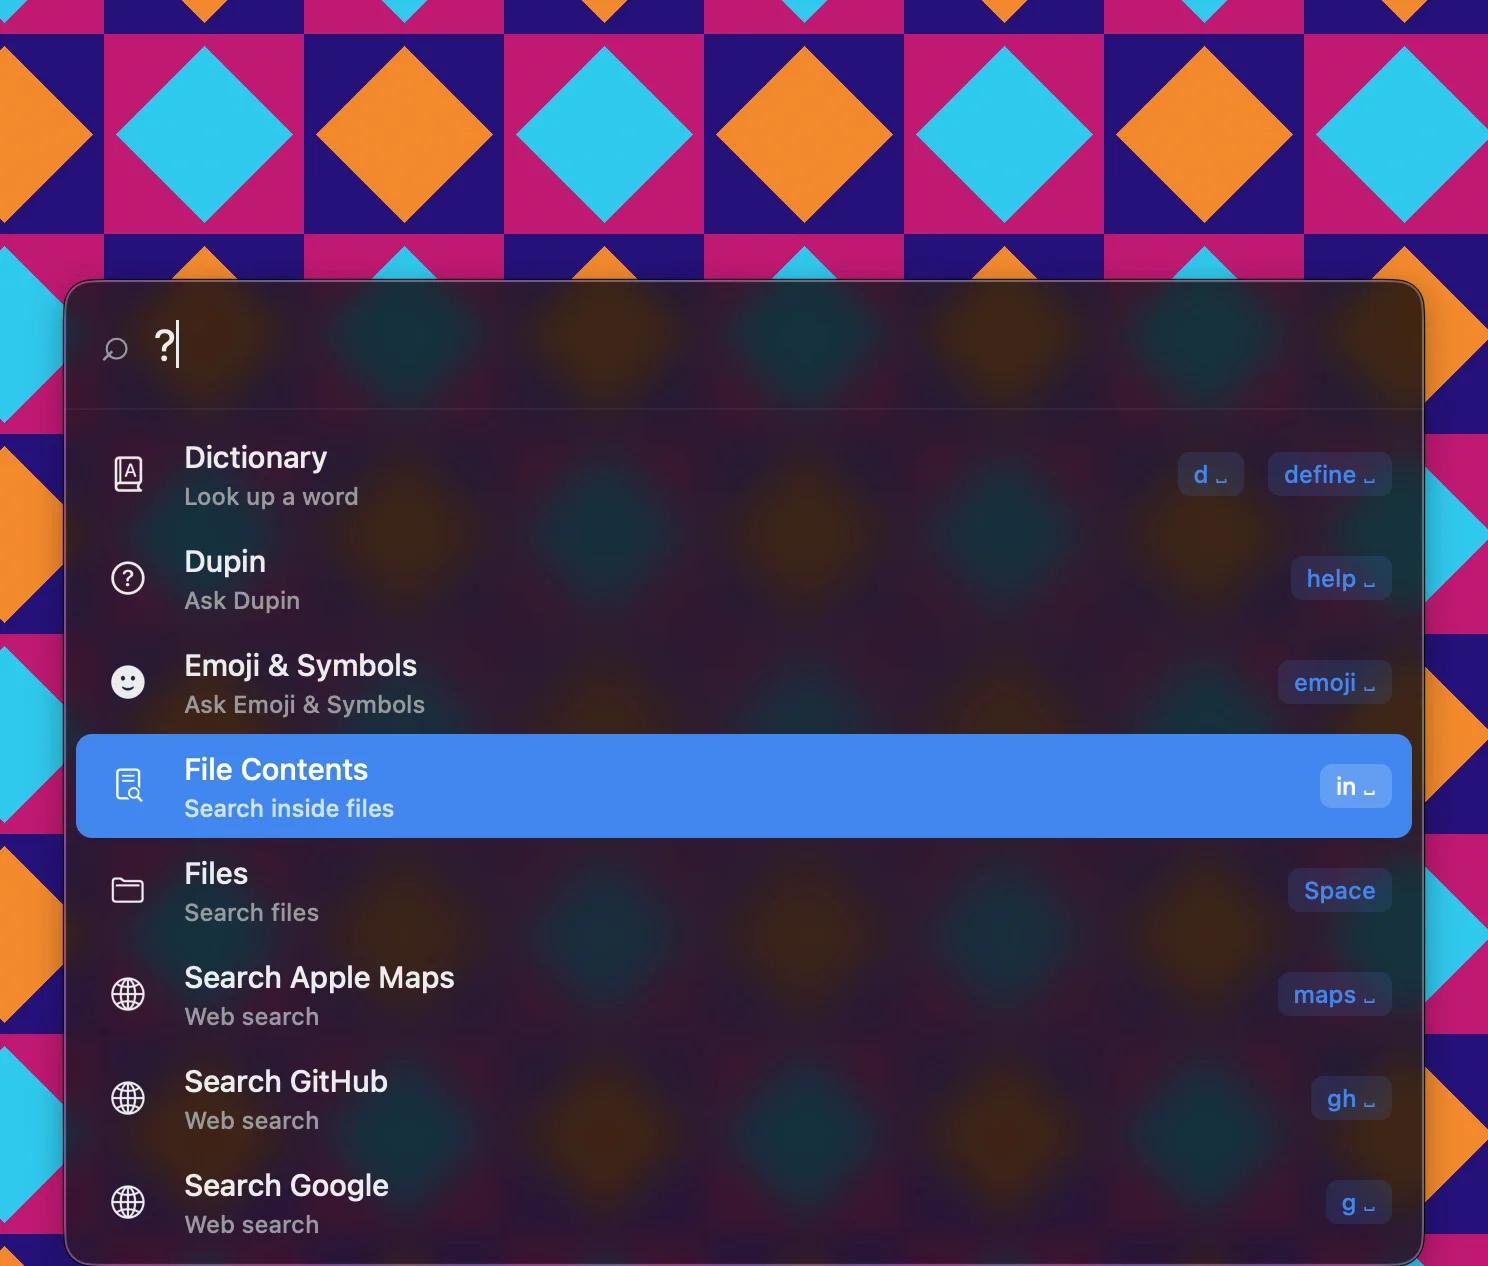 ?
Dictionary
Look up a word
d ⎵ define ⎵
Dupin
Ask Dupin
help ⎵
Emoji & Symbols
Ask Emoji & Symbols
emoji ⎵
File Contents
Search inside files
in ⎵
Files
Search files
Space
Search Apple Maps
Web search
maps ⎵
Search GitHub
Web search
gh ⎵
Search Google
Web search
g ⎵